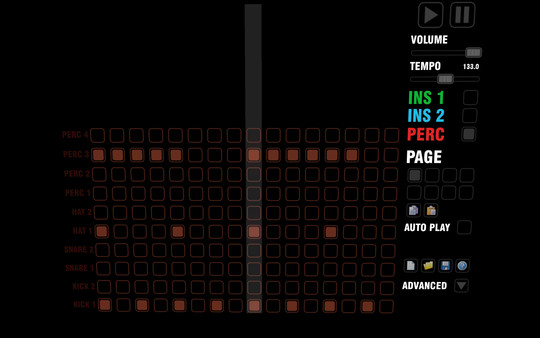 VOLUME
TEMPO 133.0
INS 1
INS 2
PERC
PAGE
AUTO PLAY
ADVANCED
PERC 4
PERC 3
PERC 2
PERC 1
HAT 2
HAT 1
SNARE 2
SNARE 1
KICK 2
KICK 1